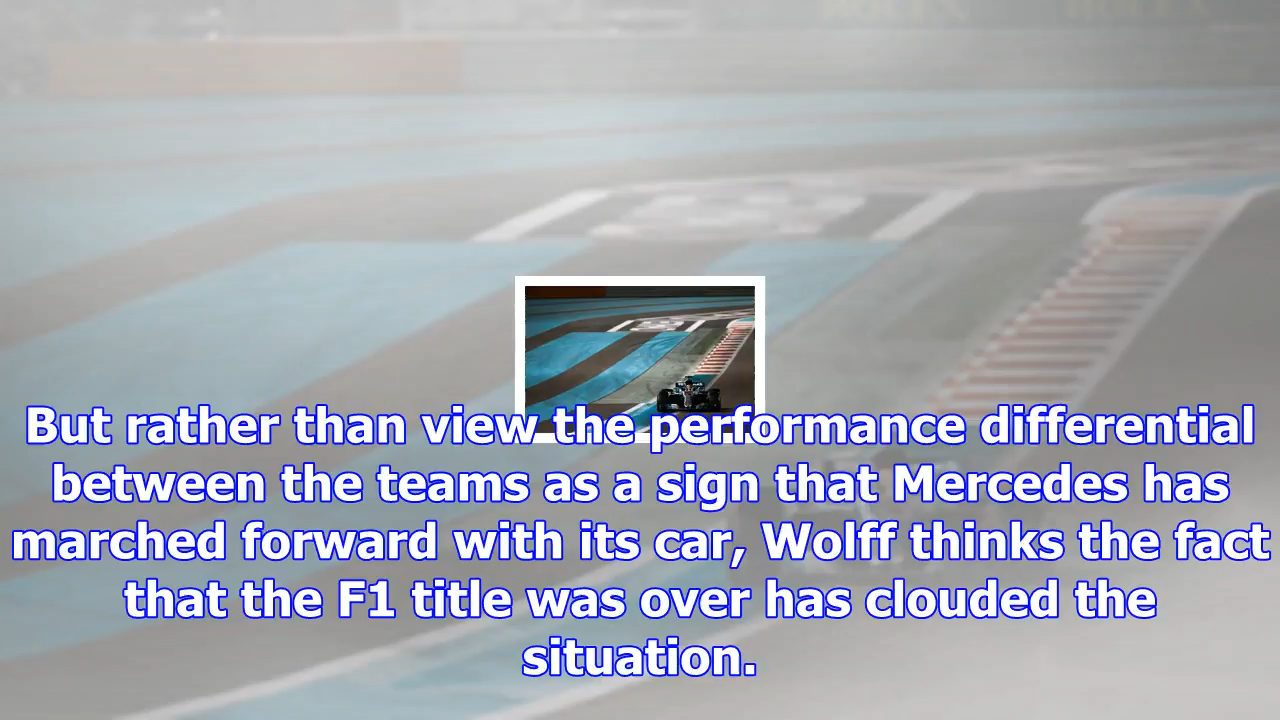 But rather than view the performance differential
between the teams as a sign that Mercedes has
marched forward with its car, Wolff thinks the fact
that the F1 title was over has clouded the
situation.